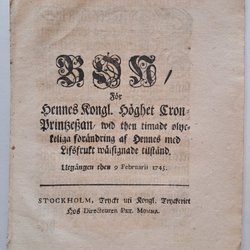 BÖN/
För
Hennes Kongl. Höghet Cron-
Printzeßan/ wid then timade olyc-
keliga förändring af Hennes med
Lifsfrukt wälsignade tilstånd.
Utgången then 9 Februarii 1745.
STOCKHOLM, Tryckt uti Kongl. Tryckeriet
Hos Directeuren PET. MOMMA.